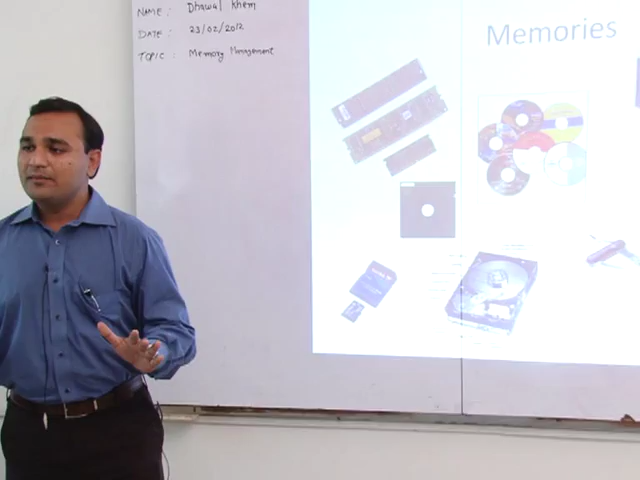 NAME: Dhawal Khem
DATE: 23/02/2012
TOPIC: Memory Management
Memories